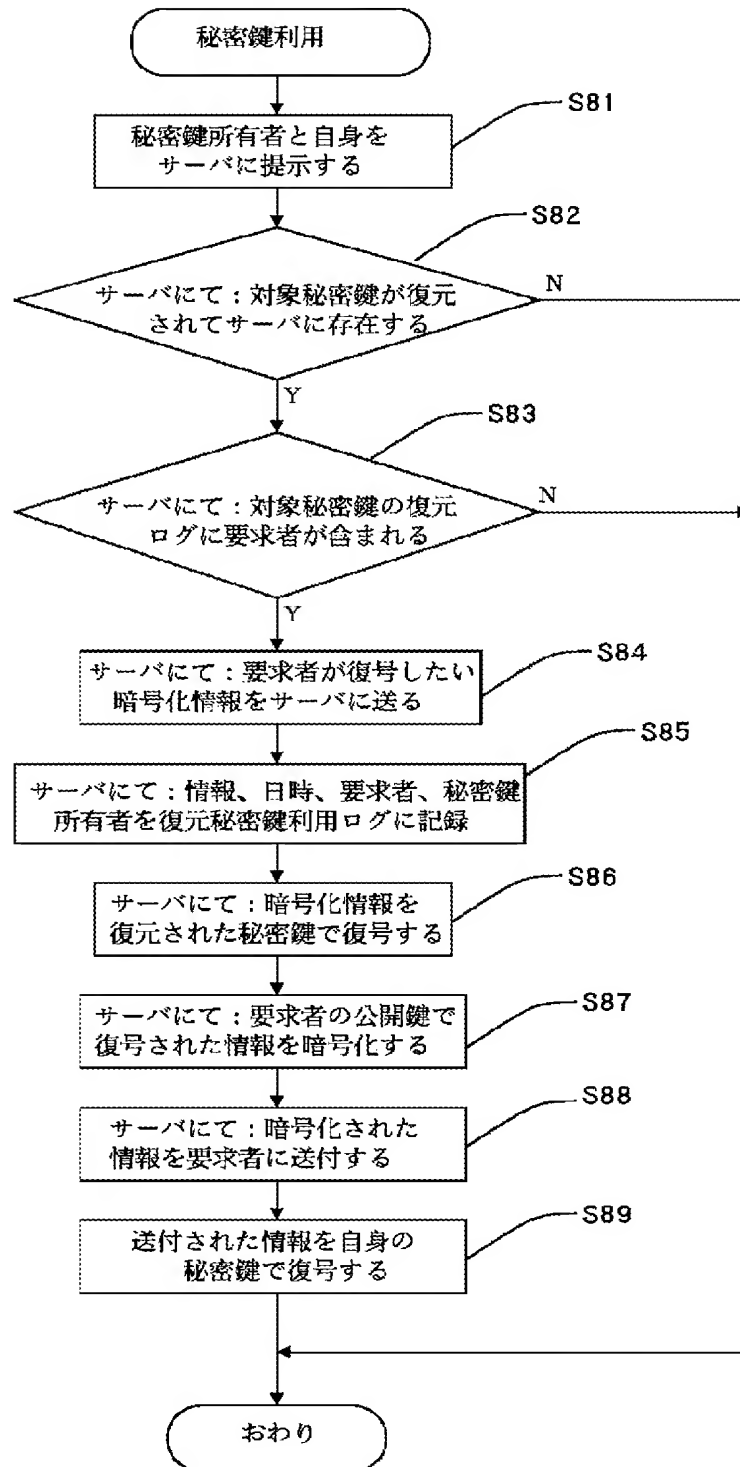 秘密鍵利用
S81
秘密鍵所有者と自身を
サーバに提示する
S82
サーバにて：対象秘密鍵が復元
されてサーバに存在する
N
Y
S83
サーバにて：対象秘密鍵の復元
ログに要求者が含まれる
N
Y
S84
サーバにて：要求者が復号したい
暗号化情報をサーバに送る
S85
サーバにて：情報、日時、要求者、秘密鍵
所有者を復元秘密鍵利用ログに記録
S86
サーバにて：暗号化情報を
復元された秘密鍵で復号する
S87
サーバにて：要求者の公開鍵で
復号された情報を暗号化する
S88
サーバにて：暗号化された
情報を要求者に送付する
S89
送付された情報を自身の
秘密鍵で復号する
おわり